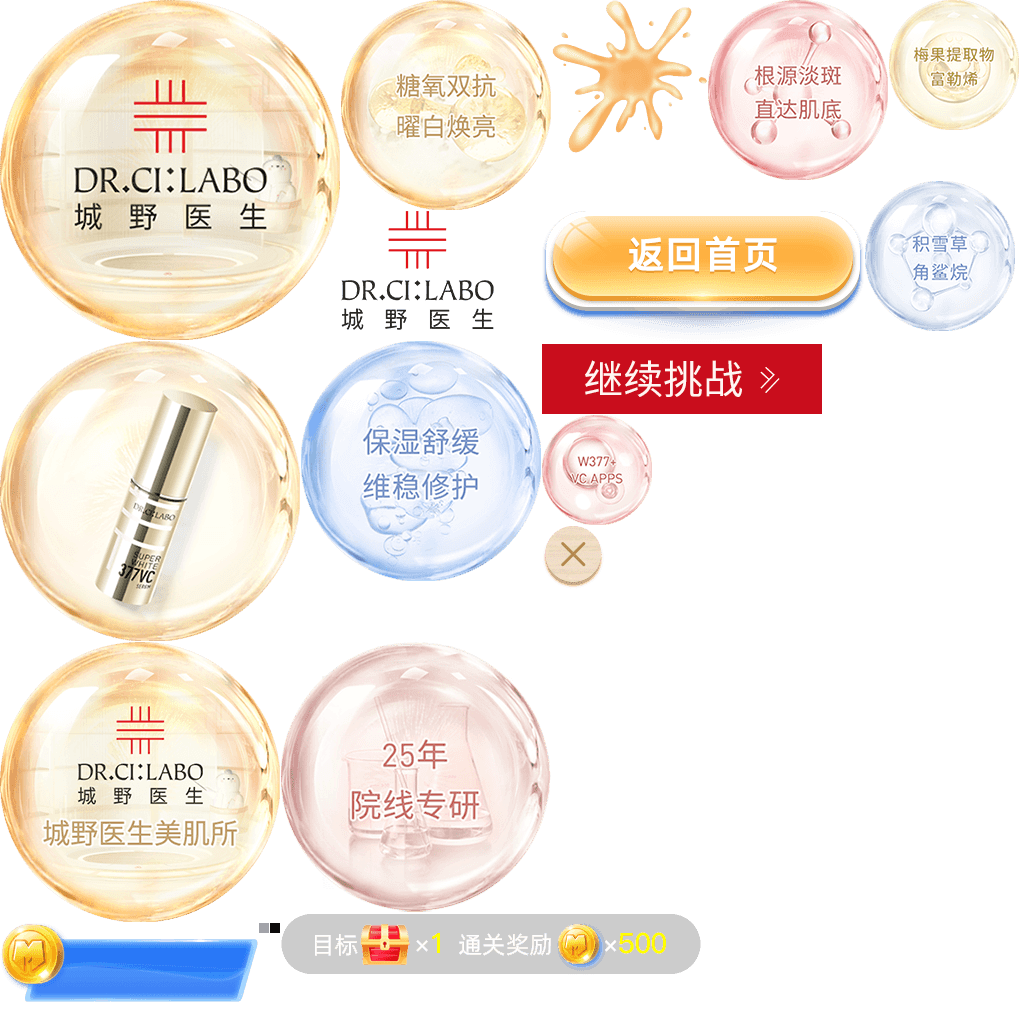 DR.CI:LABO
城野医生
糖氧双抗
曜白焕亮
根源淡斑
直达肌底
梅果提取物
富勒烯
DR.CI:LABO
城野医生
返回首页
积雪草
角鲨烷
继续挑战
DR.CI:LABO
SUPER
WHITE
377VC
SERUM
保湿舒缓
维稳修护
W377+
VC.APPS
DR.CI:LABO
城野医生
城野医生美肌所
25年
院线专研
目标×1 通关奖励×500